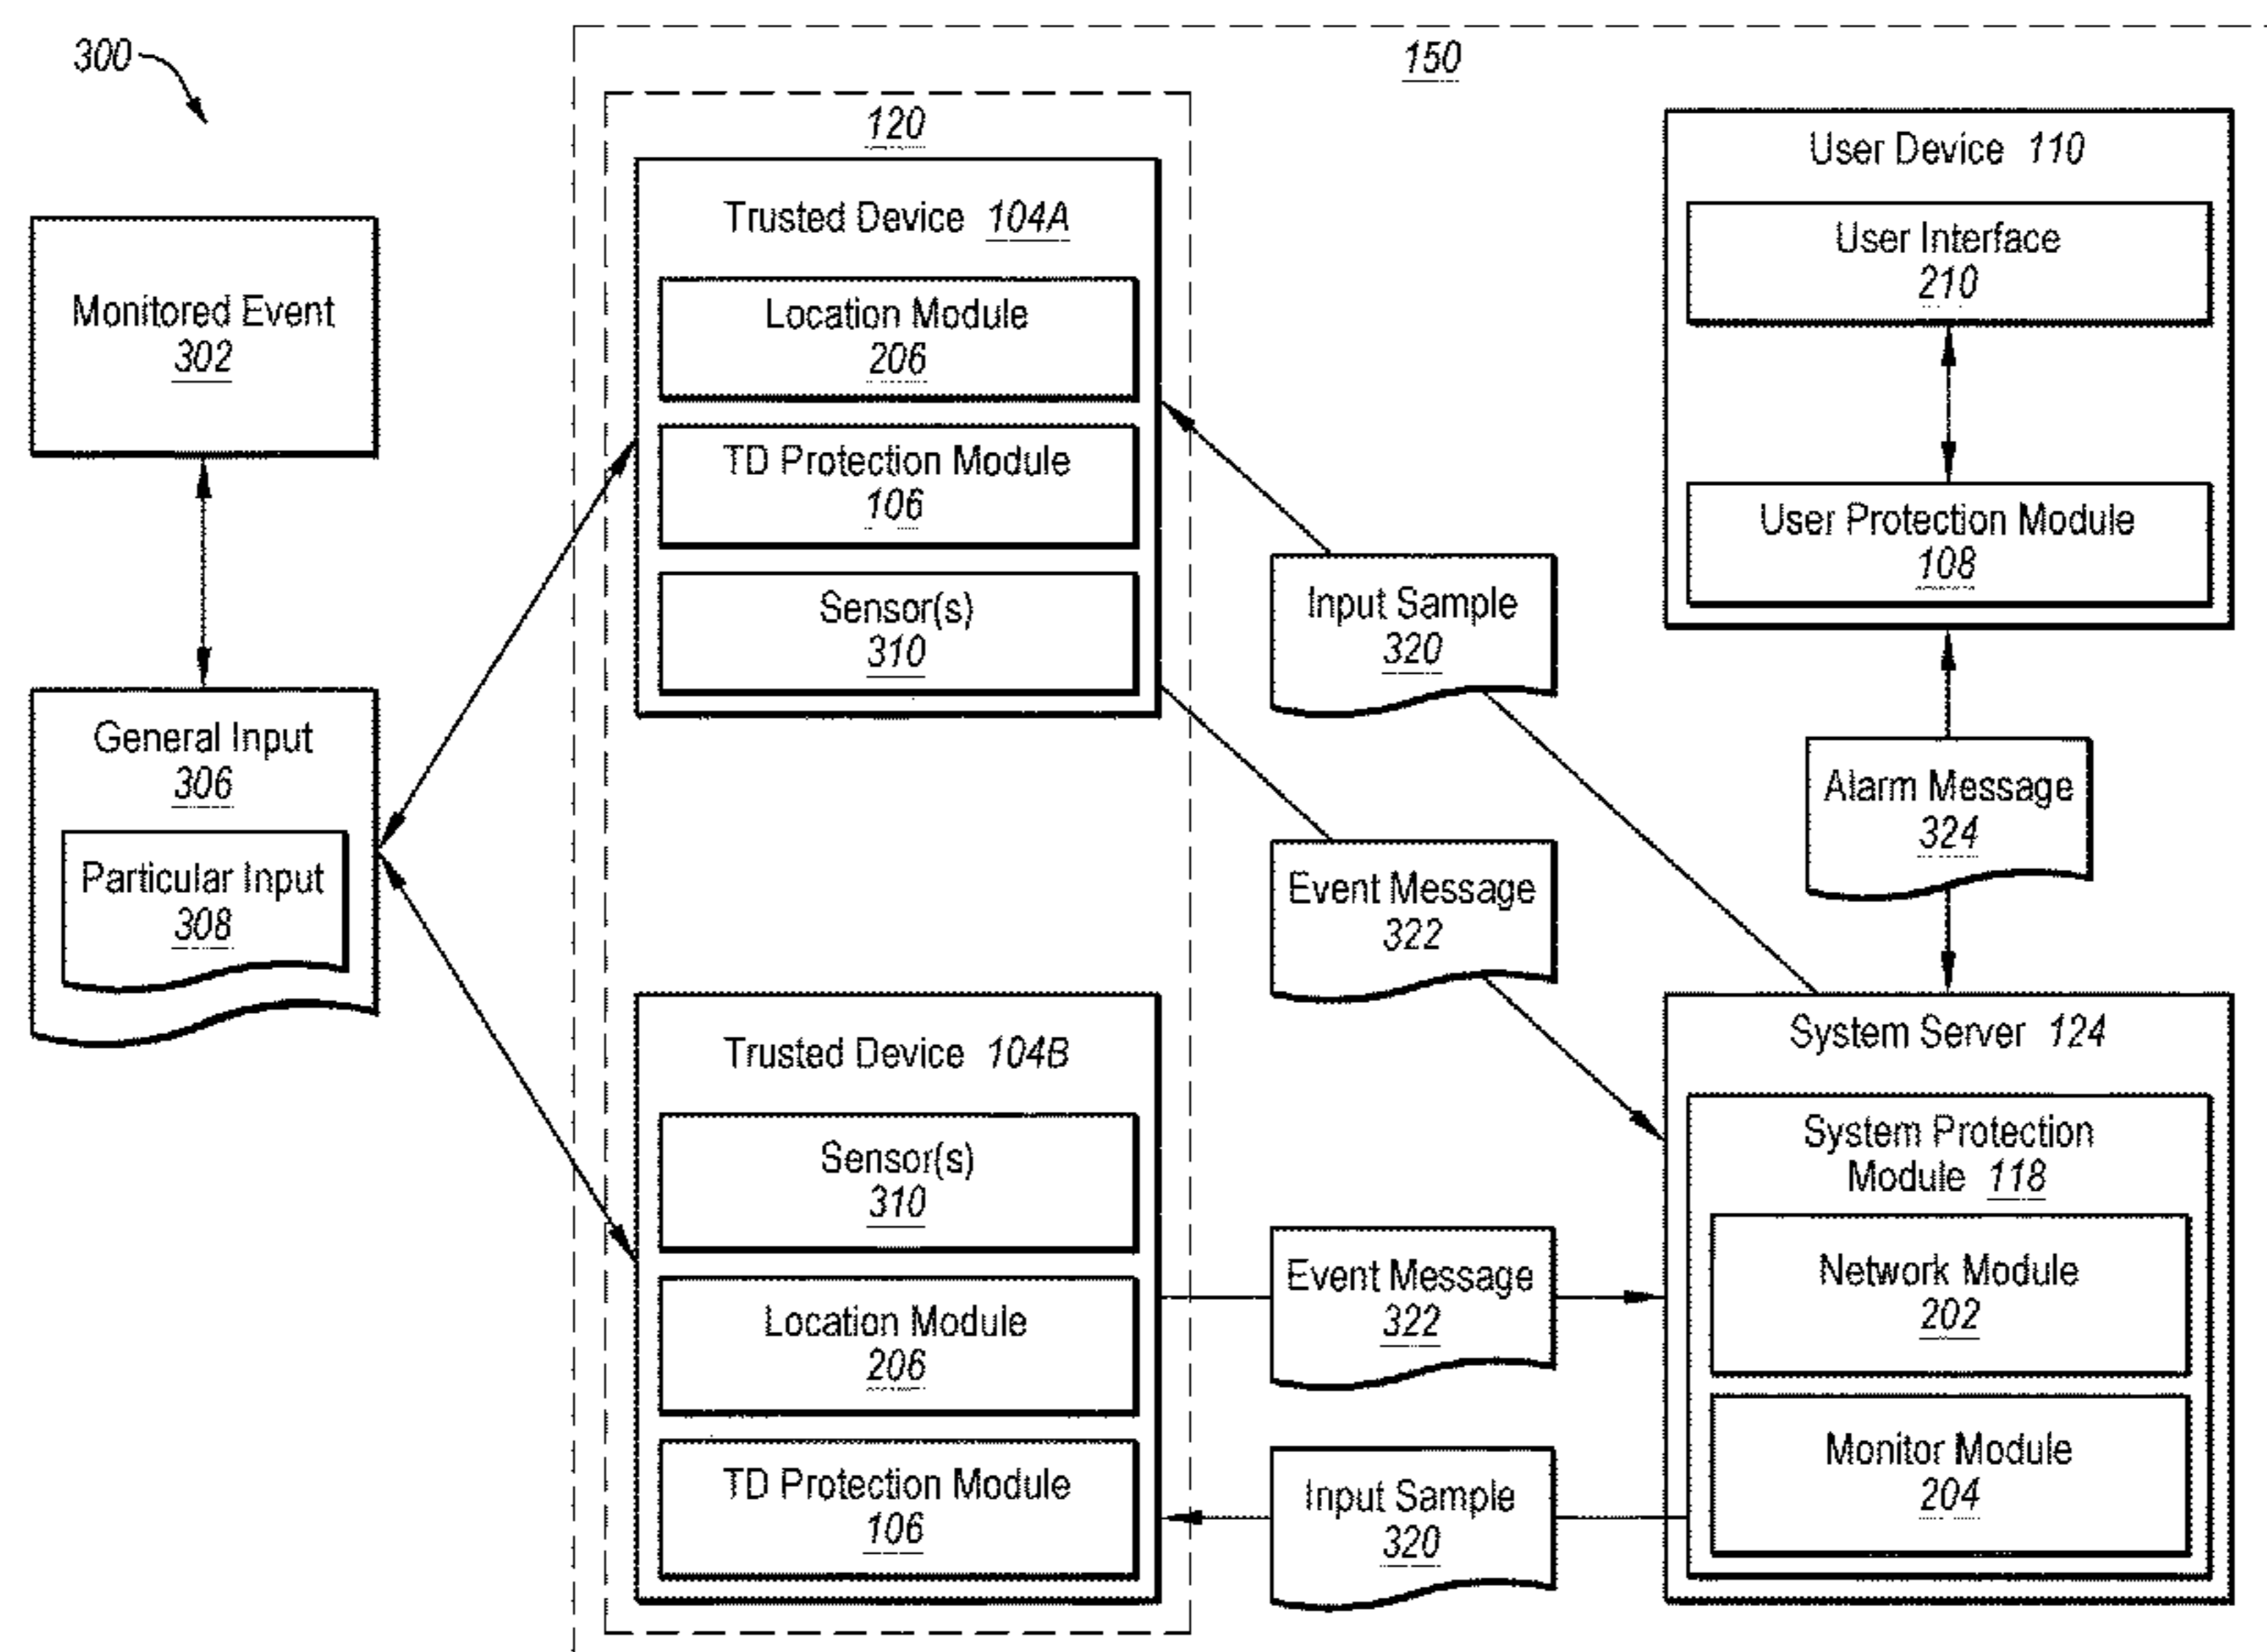 300
150
120
Monitored Event
302
General Input
306
Particular Input
308
Trusted Device 104A
Location Module
206
TD Protection Module
106
Sensor(s)
310
Trusted Device 104B
Sensor(s)
310
Location Module
206
TD Protection Module
106
Input Sample
320
Event Message
322
Event Message
322
Input Sample
320
User Device 110
User Interface
210
User Protection Module
108
Alarm Message
324
System Server 124
System Protection
Module 118
Network Module
202
Monitor Module
204